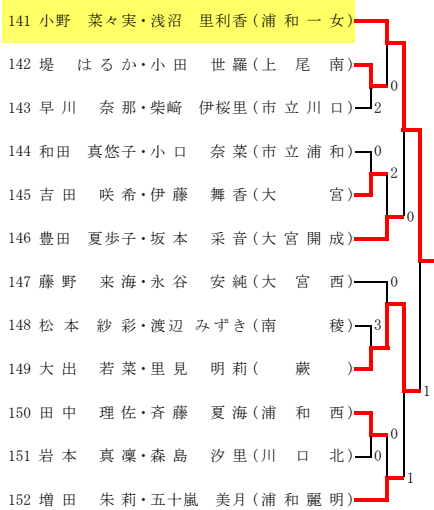 141 小野 菜々実・浅沼 里利香(浦和一女)
142 堤 はるか・小田 世羅(上尾南)
0
143 早川 奈那・柴﨑 伊桜里(市立川口)
2
144 和田 真悠子・小口 奈菜(市立浦和)
0
2
145 吉田 咲希・伊藤 舞香(大宮)
146 豊田 夏歩子・坂本 采音(大宮開成)
0
0
147 藤野 来海・永谷 安純(大宮西)
0
148 松本 紗彩・渡辺 みずき(南稜)
3
149 大出 若菜・里見 明莉(蕨)
1
150 田中 理佐・斉藤 夏海(浦和西)
0
151 岩本 真凜・森島 汐里(川口北)
0
1
152 増田 朱莉・五十嵐 美月(浦和麗明)